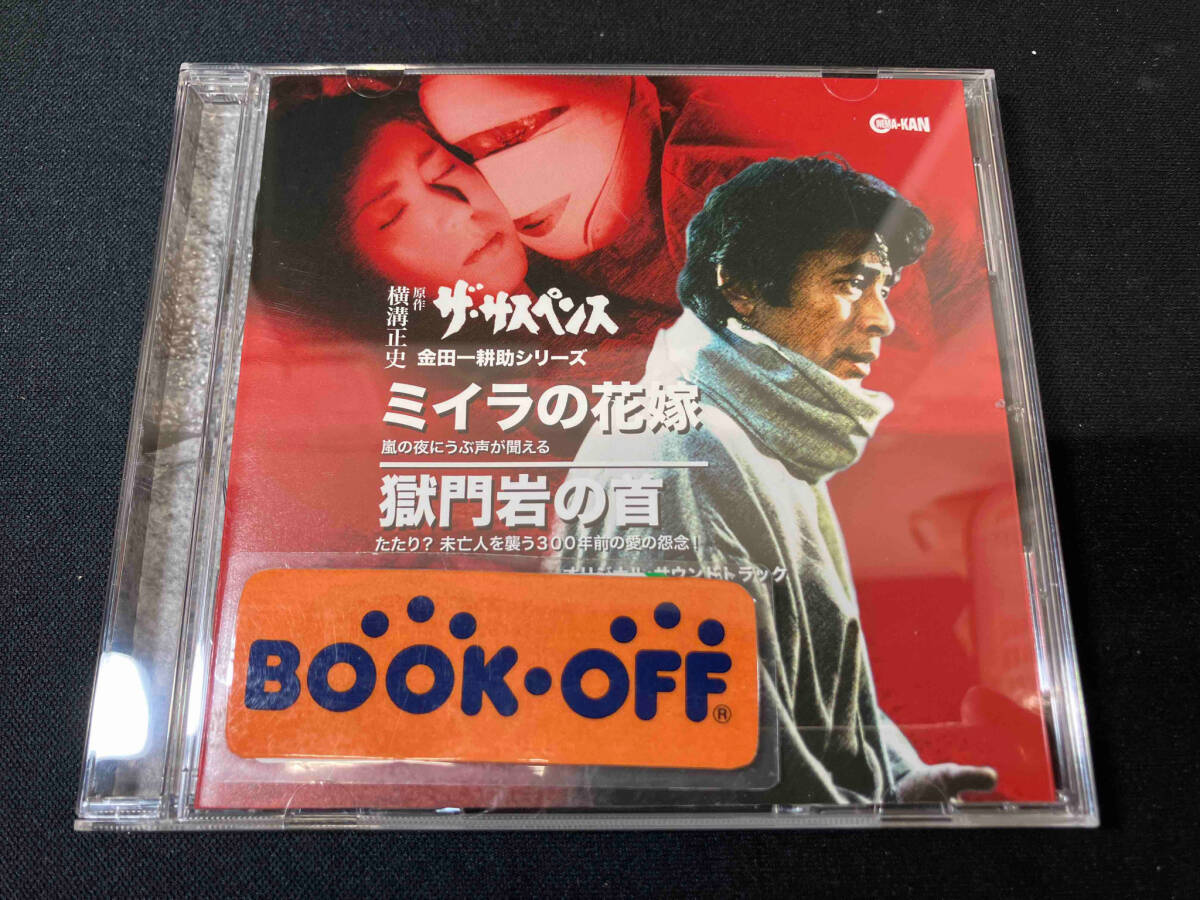 CINEMA-KAN
原作
横溝正史
ザ・サスペンス
金田一耕助シリーズ
ミイラの花嫁
嵐の夜にうぶ声が聞える
獄門岩の首
たたり? 未亡人を襲う300年前の愛の怨念!
オリジナル・サウンドトラック
BOOK・OFF®